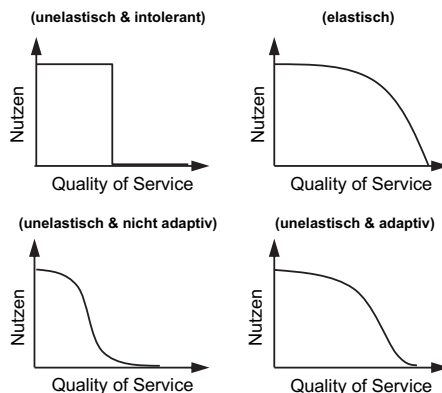 (unelastisch & intolerant)
Nutzen
Quality of Service
(elastisch)
Nutzen
Quality of Service
(unelastisch & nicht adaptiv)
Nutzen
Quality of Service
(unelastisch & adaptiv)
Nutzen
Quality of Service